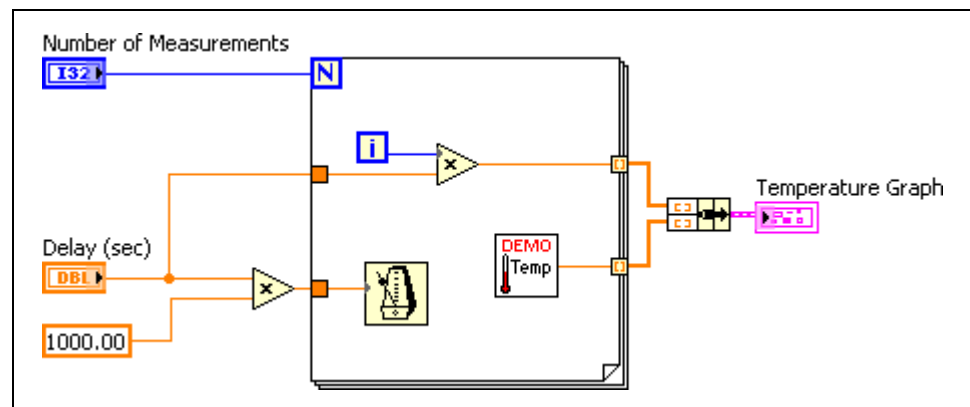 Number of Measurements
I32
N
i
×
Temperature Graph
Delay (sec)
DBL
×
DEMO
Temp
1000.00